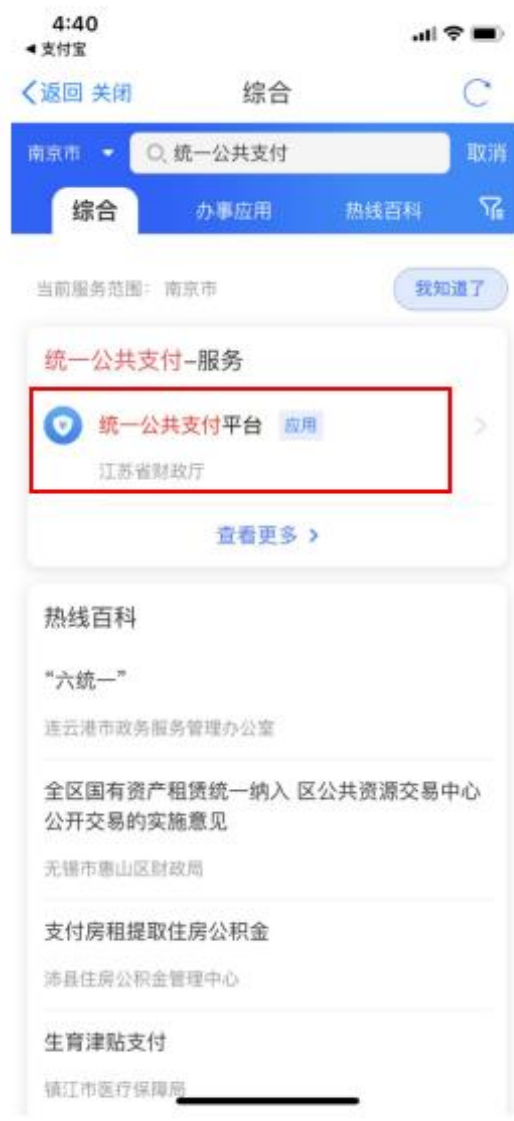 4:40
支付宝
返回 关闭 综合
南京市 统一公共支付 取消
综合 办事应用 热线百科
当前服务范围： 南京市 我知道了
统一公共支付-服务
统一公共支付平台 应用
江苏省财政厅
查看更多
热线百科
“六统一”
连云港市政务服务管理办公室
全区国有资产租赁统一纳入 区公共资源交易中心
公开交易的实施意见
无锡市惠山区财政局
支付房租提取住房公积金
沛县住房公积金管理中心
生育津贴支付
镇江市医疗保障局